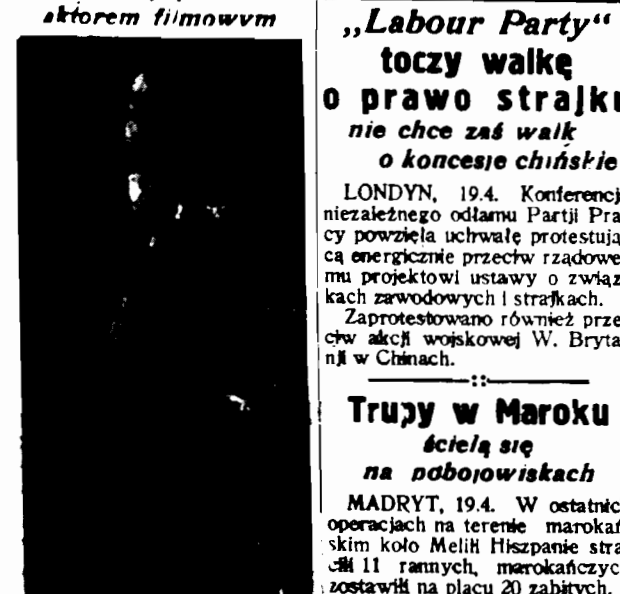 aktorem filmowym
„Labour Party“
toczy walkę
o prawo strajku
nie chce zaś walk
o koncesje chińskie
LONDYN, 19.4. Konferencj
niezależnego odłamu Partji Pra
cy powzięła uchwałę protestują
cą energicznie przeciw rządowe
mu projektowi ustawy o związ
kach zawodowych i strajkach.
Zaprotestowano również prze
ciw akcji wojskowej W. Bryta
nji w Chinach.
Trupy w Maroku
ścielą się
na pobojowiskach
MADRYT, 19.4. W ostatnic
operacjach na terenie marokań
skim koło Melili Hiszpanie stra
cili 11 rannych, marokańczyc
zostawili na placu 20 zabitych.